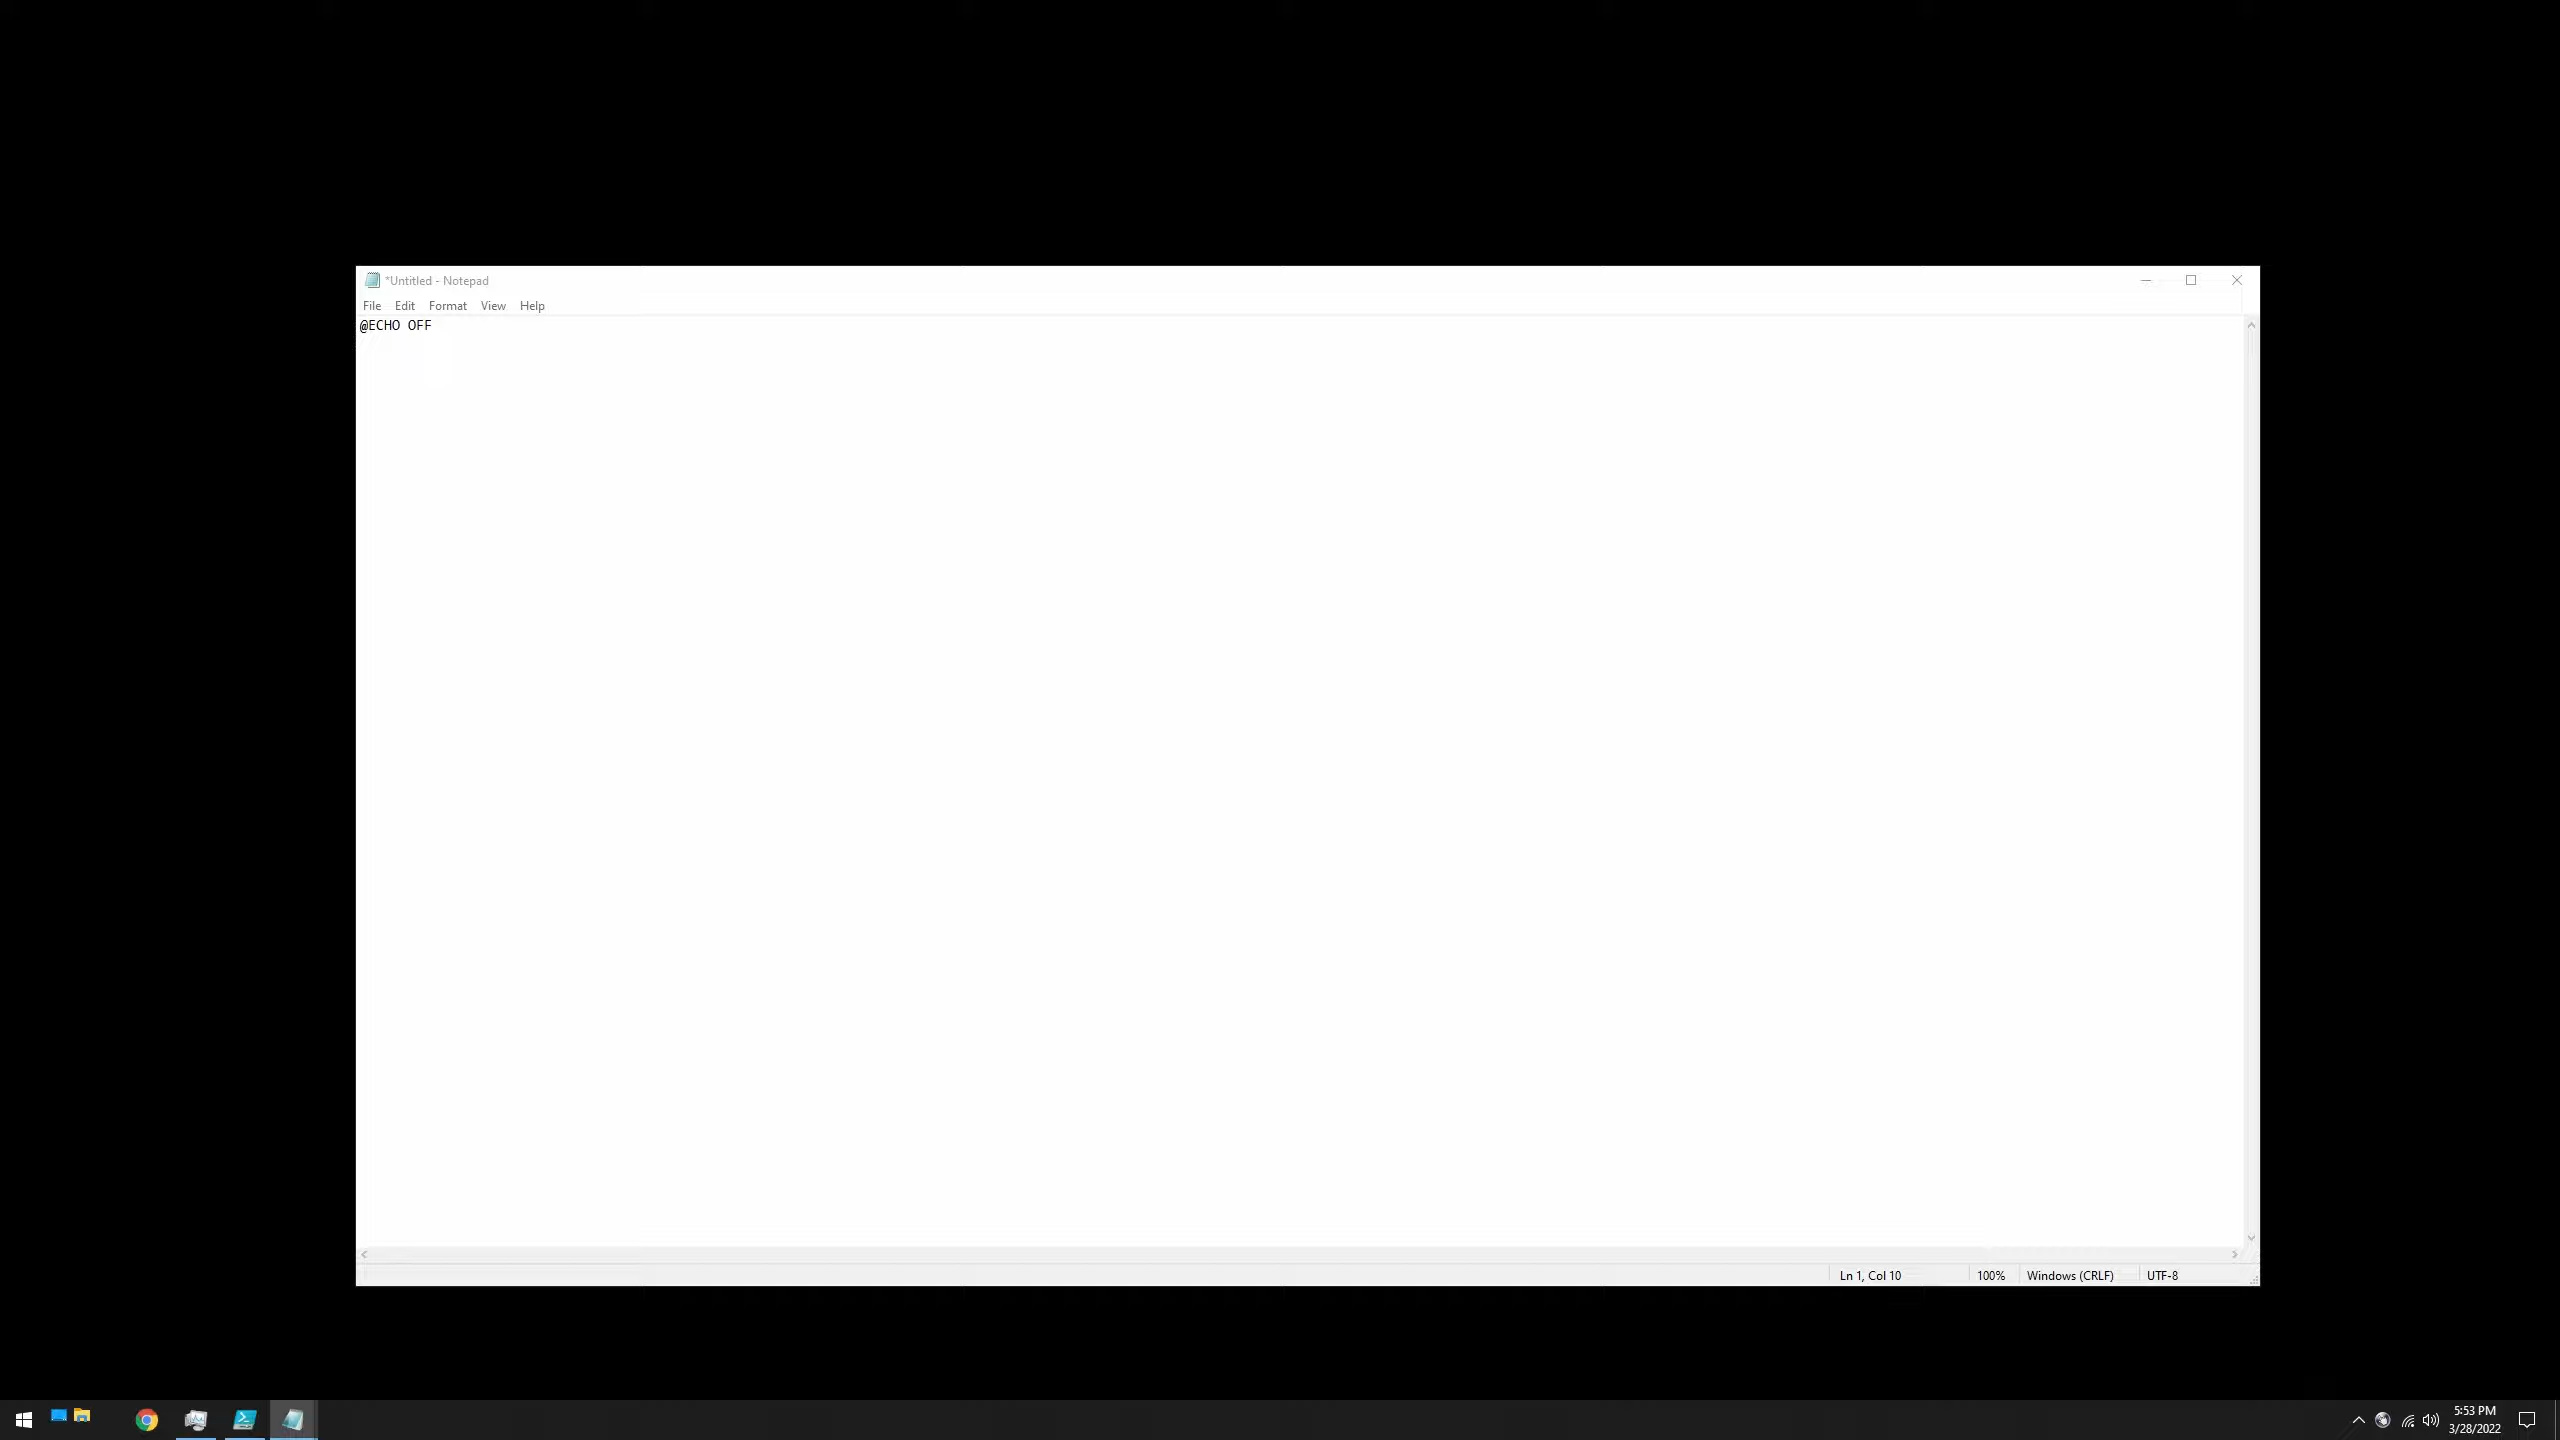 *Untitled - Notepad
File Edit Format View Help
@ECHO OFF
Ln 1, Col 10 100% Windows (CRLF) UTF-8
5:53 PM
3/28/2022